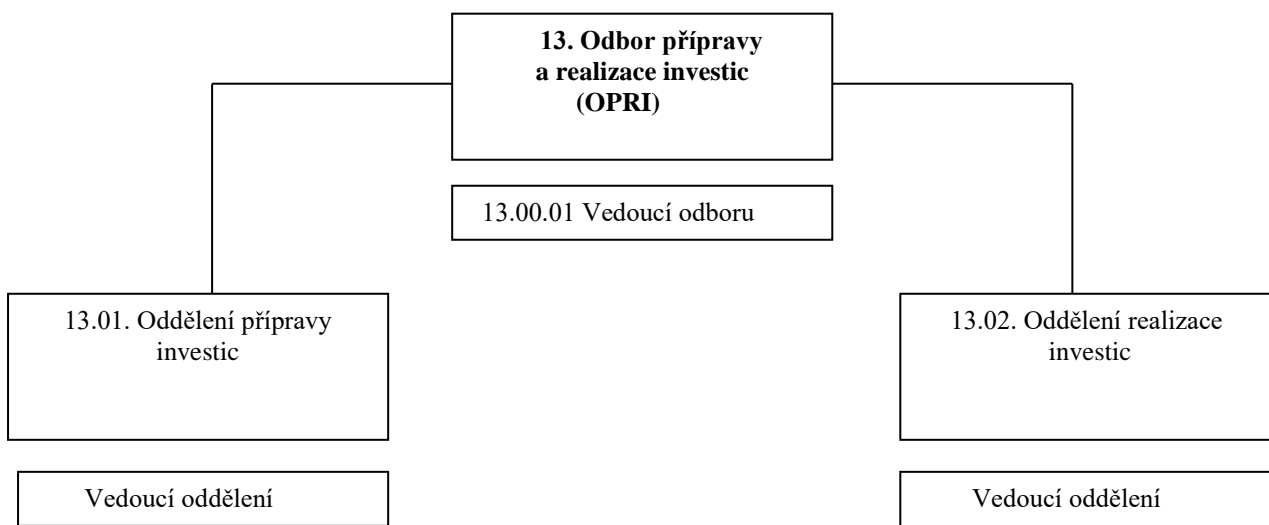 13. Odbor přípravy
a realizace investic
(OPRI)
13.00.01 Vedoucí odboru
13.01. Oddělení přípravy
investic
13.02. Oddělení realizace
investic
Vedoucí oddělení
Vedoucí oddělení